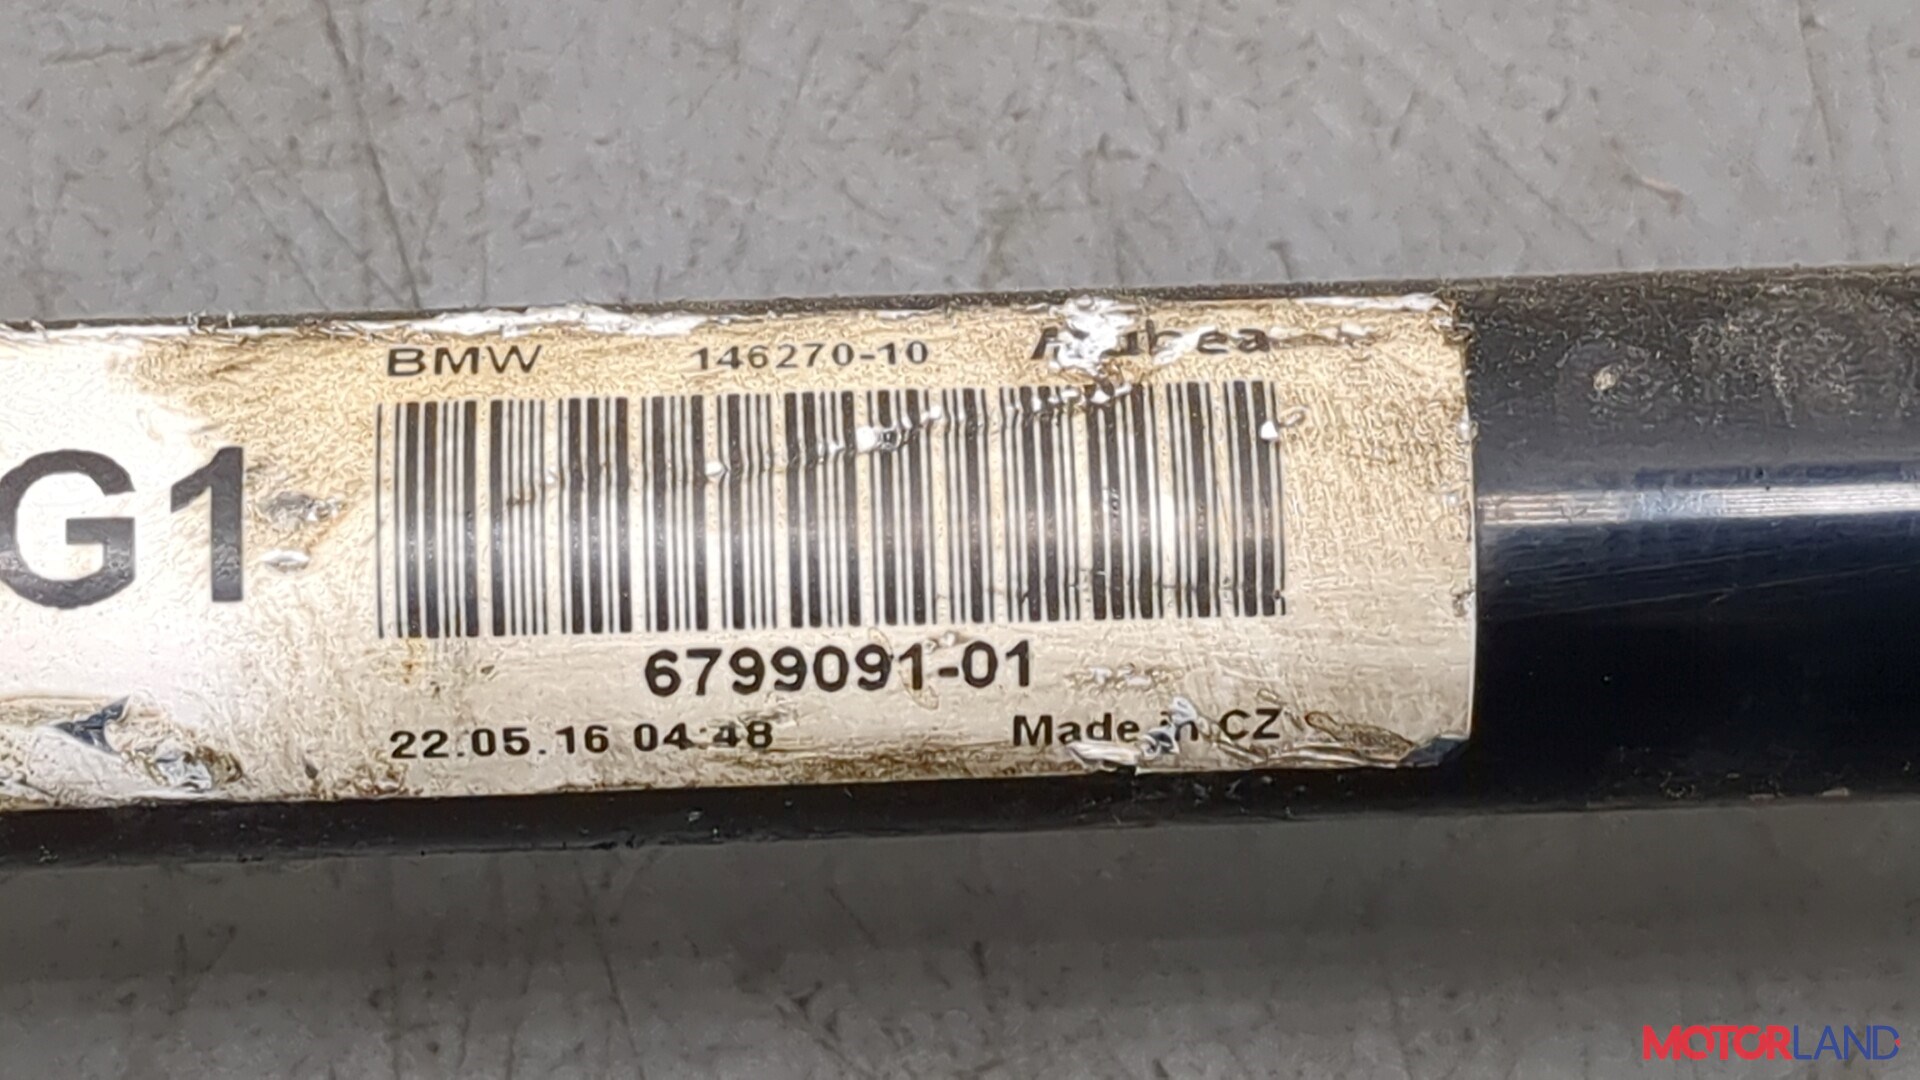 BMW 146270-10
G1
6799091-01
22.05.16 04:48 Made in CZ
MOTORLAND